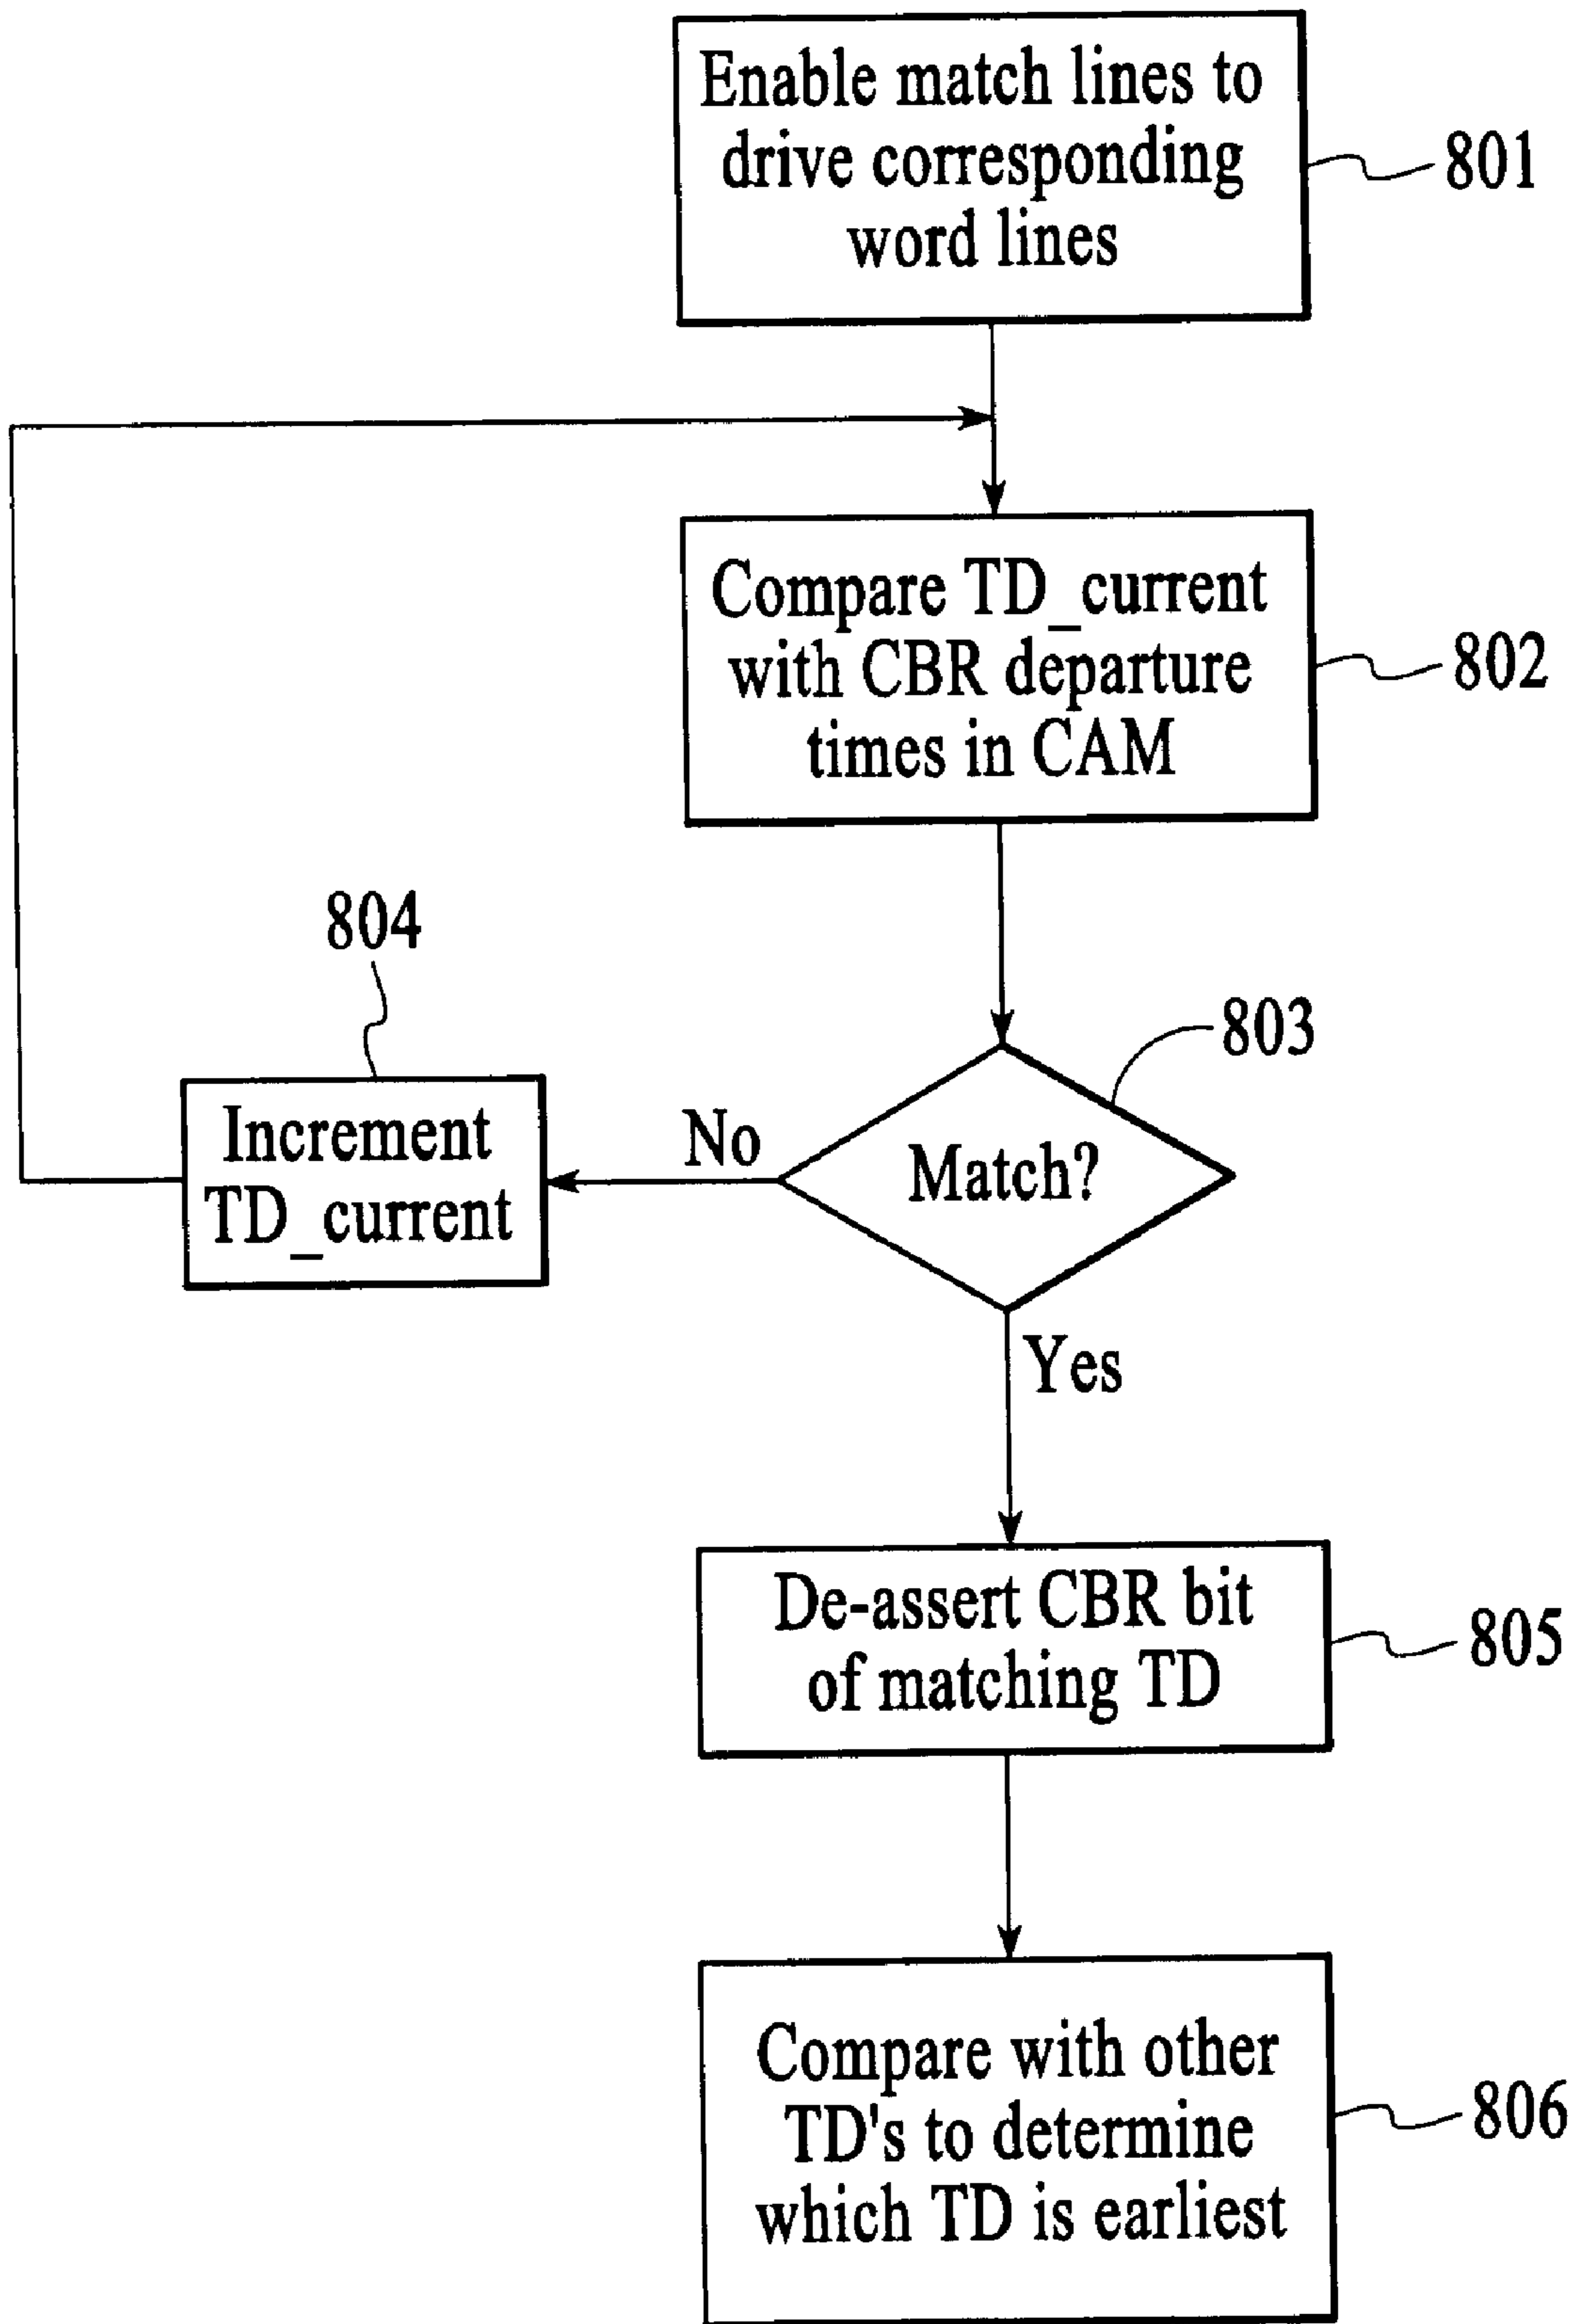 Enable match lines to
drive corresponding
word lines
801
Compare TD_current
with CBR departure
times in CAM
802
804
803
Increment
TD_current
No
Match?
Yes
De-assert CBR bit
of matching TD
805
Compare with other
TD's to determine
which TD is earliest
806